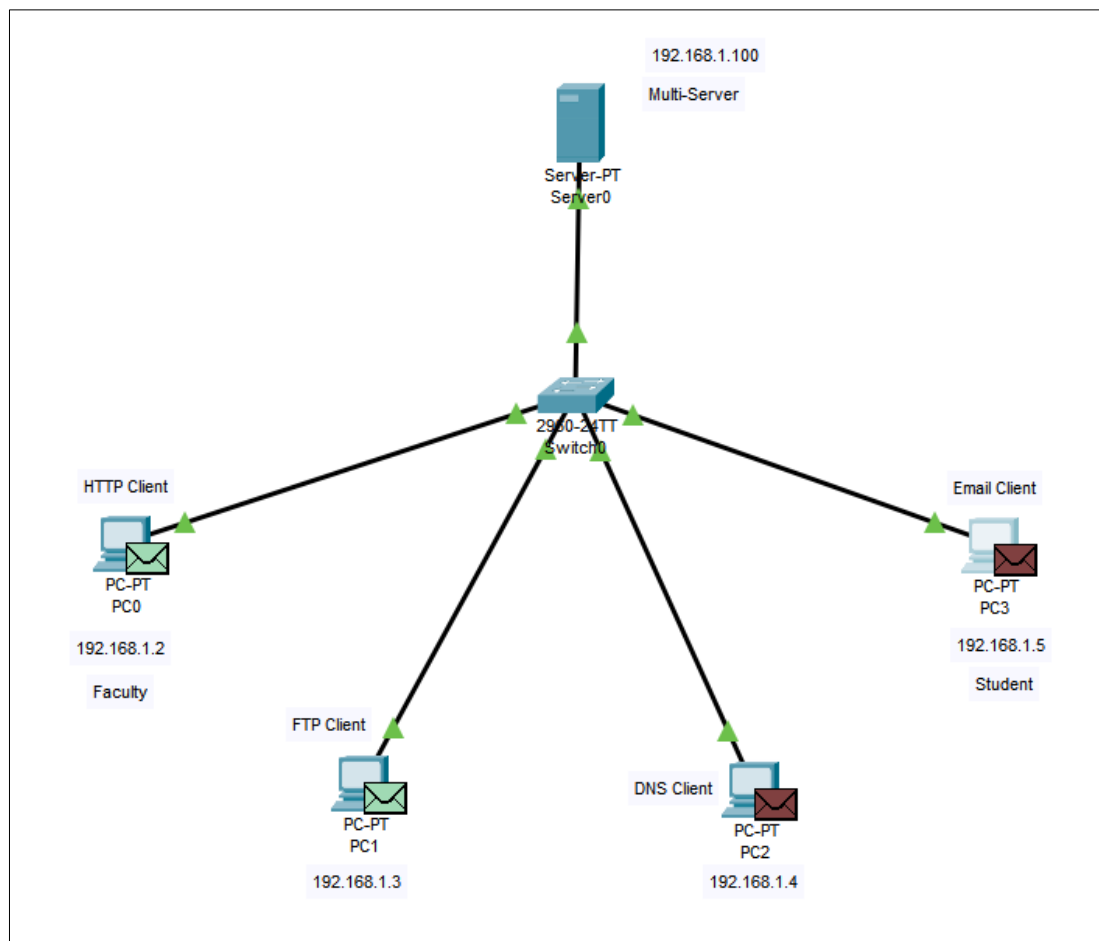 192.168.1.100
Multi-Server
Server-PT
Server0
2960-24TT
Switch0
HTTP Client
PC-PT
PC0
192.168.1.2
Faculty
Email Client
PC-PT
PC3
192.168.1.5
Student
FTP Client
PC-PT
PC1
192.168.1.3
DNS Client
PC-PT
PC2
192.168.1.4